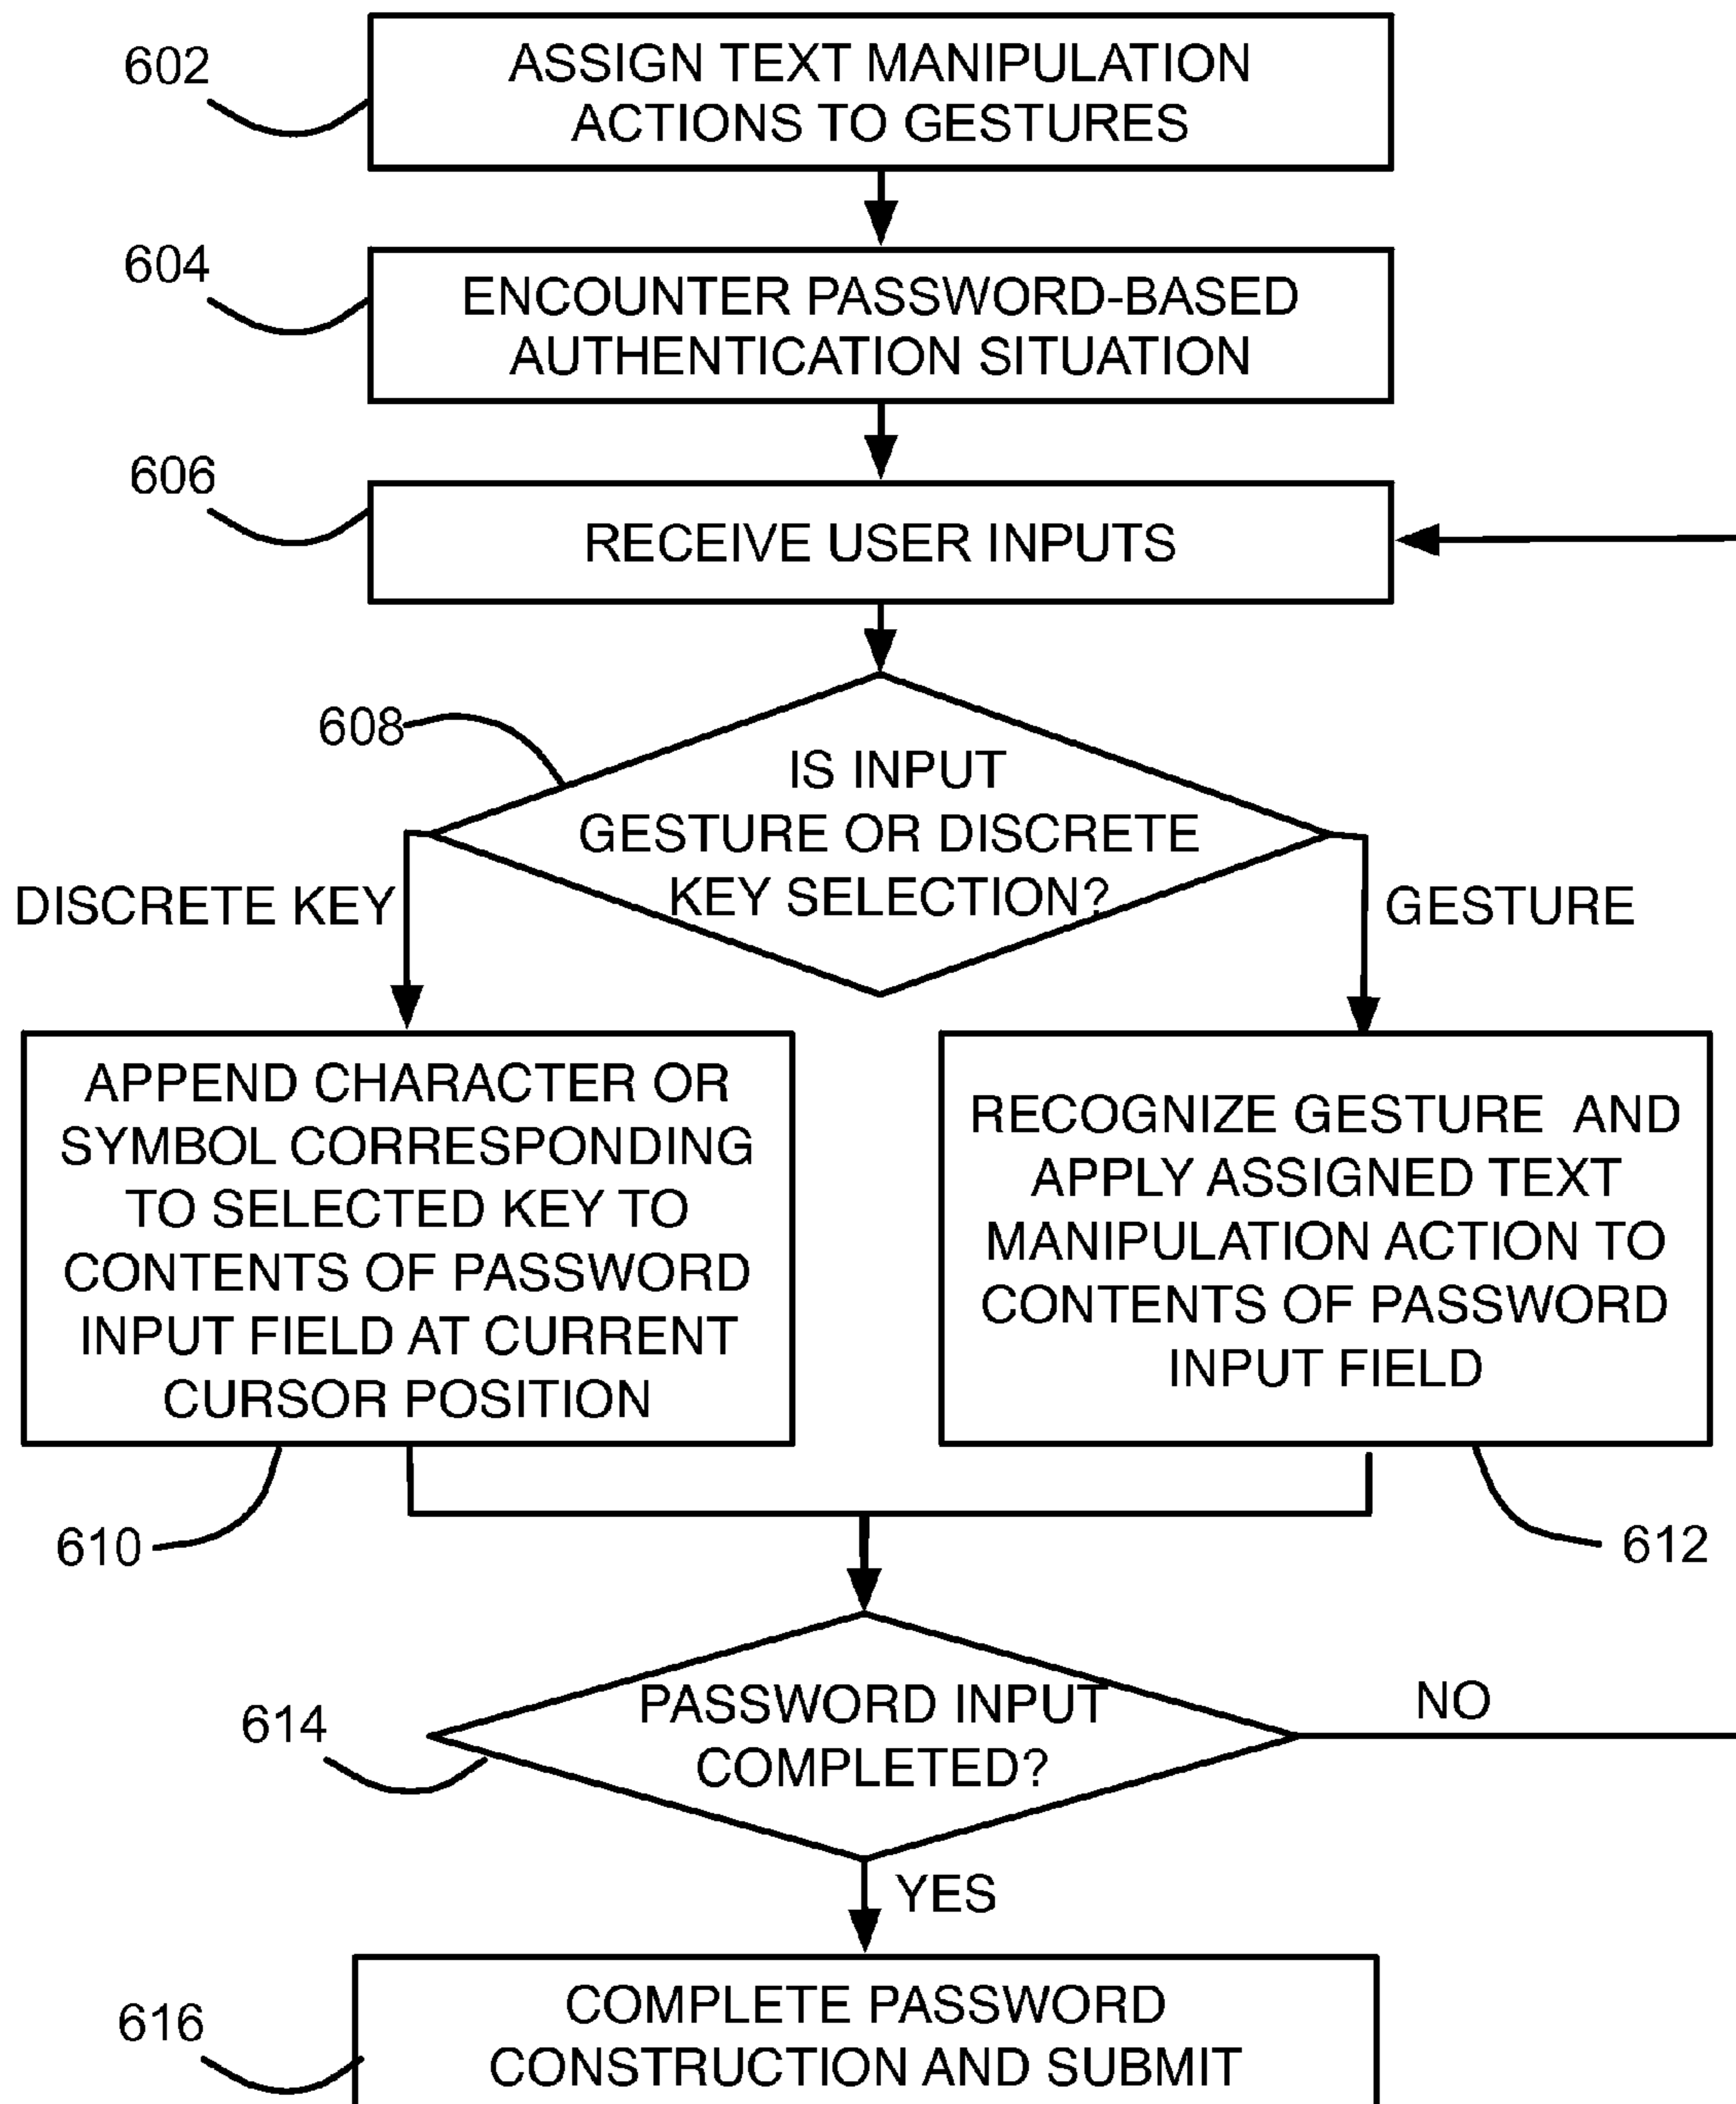 602
ASSIGN TEXT MANIPULATION
ACTIONS TO GESTURES
604
ENCOUNTER PASSWORD-BASED
AUTHENTICATION SITUATION
606
RECEIVE USER INPUTS
608
IS INPUT
GESTURE OR DISCRETE
KEY SELECTION?
DISCRETE KEY
GESTURE
APPEND CHARACTER OR
SYMBOL CORRESPONDING
TO SELECTED KEY TO
CONTENTS OF PASSWORD
INPUT FIELD AT CURRENT
CURSOR POSITION
RECOGNIZE GESTURE AND
APPLY ASSIGNED TEXT
MANIPULATION ACTION TO
CONTENTS OF PASSWORD
INPUT FIELD
610
612
614
PASSWORD INPUT
COMPLETED?
NO
YES
616
COMPLETE PASSWORD
CONSTRUCTION AND SUBMIT